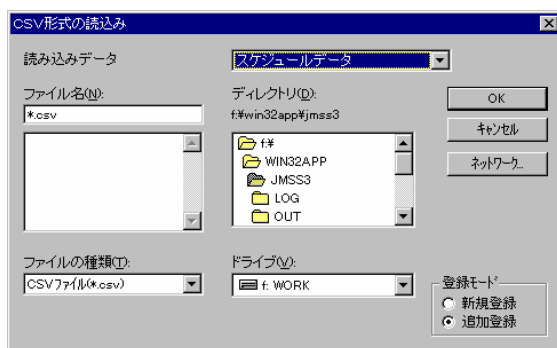 CSV形式の読込み
読み込みデータ
スケジュールデータ
ファイル名(N):
*.csv
ディレクトリ(D):
f:¥win32app¥jmss3
f:¥
WIN32APP
JMSS3
LOG
OUT
OK
キャンセル
ネットワーク...
ファイルの種類(T):
CSVファイル(*.csv)
ドライブ(V):
f: WORK
登録モード
新規登録
追加登録